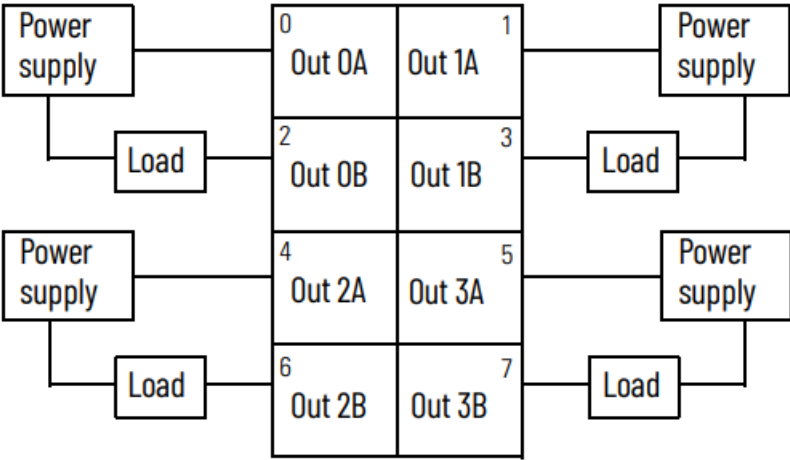 Power
supply
0
Out 0A
1
Out 1A
Power
supply
Load
2
Out 0B
3
Out 1B
Load
Power
supply
4
Out 2A
5
Out 3A
Power
supply
Load
6
Out 2B
7
Out 3B
Load